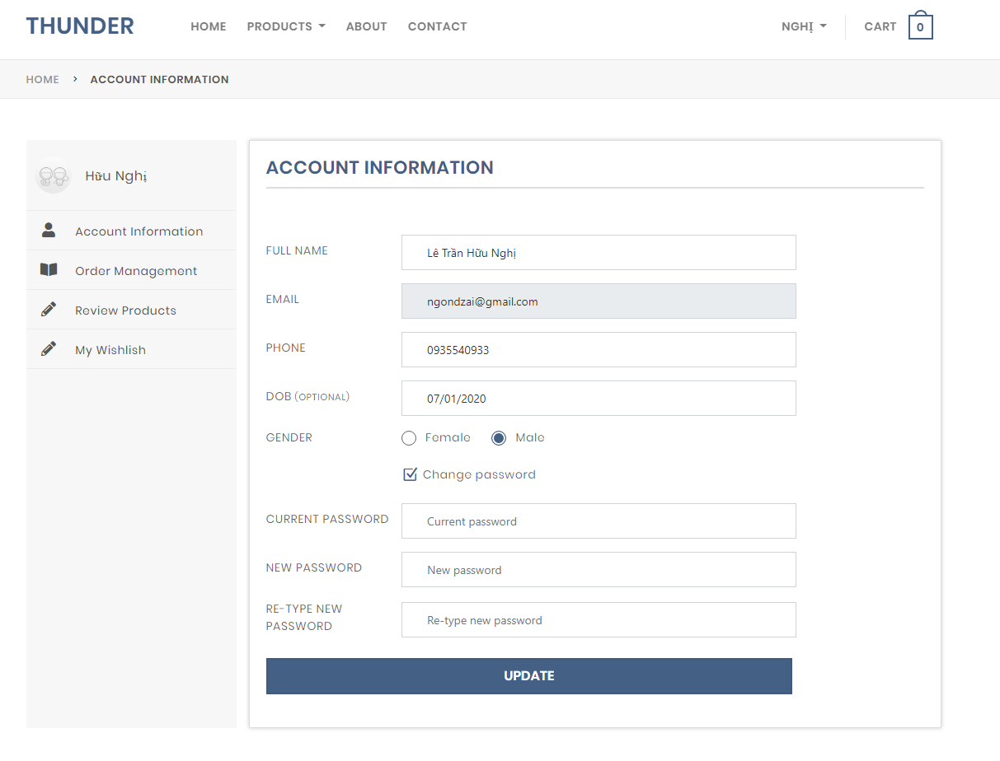 THUNDER HOME PRODUCTS ABOUT CONTACT NGHỊ CART 0
HOME > ACCOUNT INFORMATION
Hữu Nghị
Account Information
Order Management
Review Products
My Wishlish
ACCOUNT INFORMATION
FULL NAME Lê Trần Hữu Nghị
EMAIL ngondzai@gmail.com
PHONE 0935540933
DOB (OPTIONAL) 07/01/2020
GENDER Female Male
Change password
CURRENT PASSWORD Current password
NEW PASSWORD New password
RE-TYPE NEW
PASSWORD Re-type new password
UPDATE